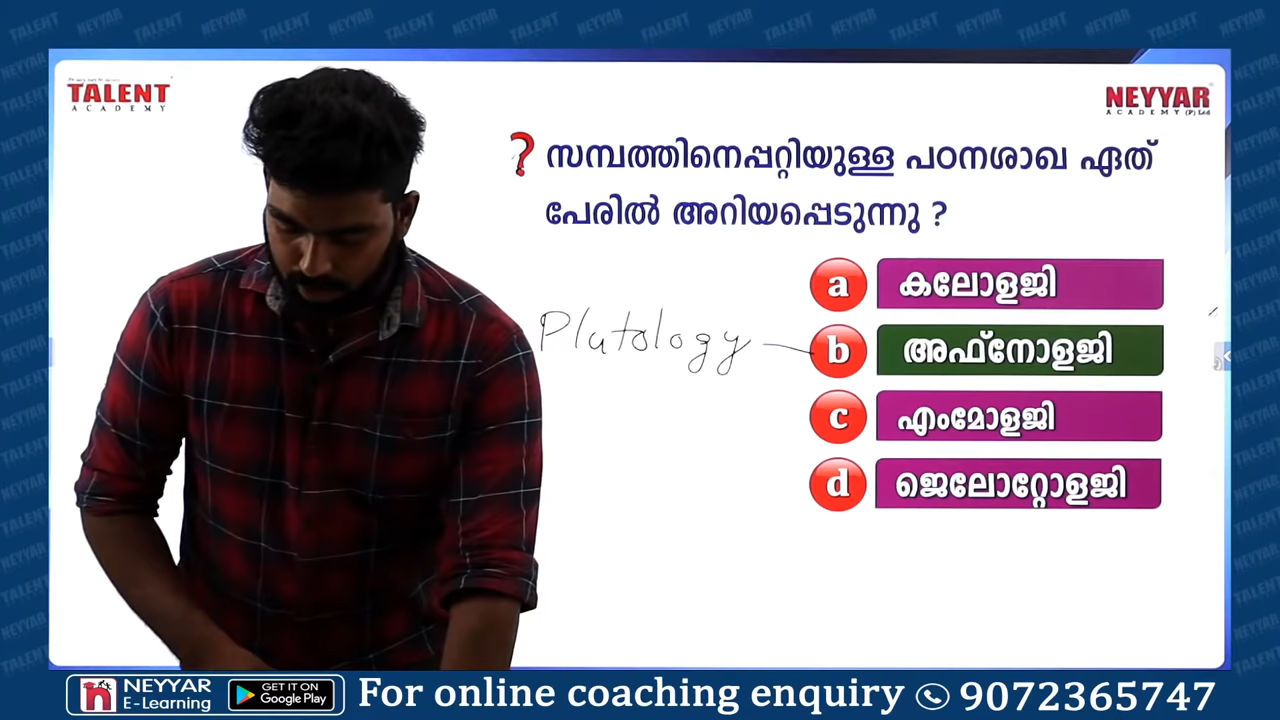 TALENT
ACADEMY
NEYYAR
ACADEMY (P) Ltd
? സമ്പത്തിനെപ്പറ്റിയുള്ള പഠനശാഖ ഏത്
പേരിൽ അറിയപ്പെടുന്നു ?
a കലോളജി
Plutology b അഫ്നോളജി
c എംമോളജി
d ജെലോറ്റോളജി
NEYYAR
E-Learning
GET IT ON
Google Play
For online coaching enquiry 9072365747